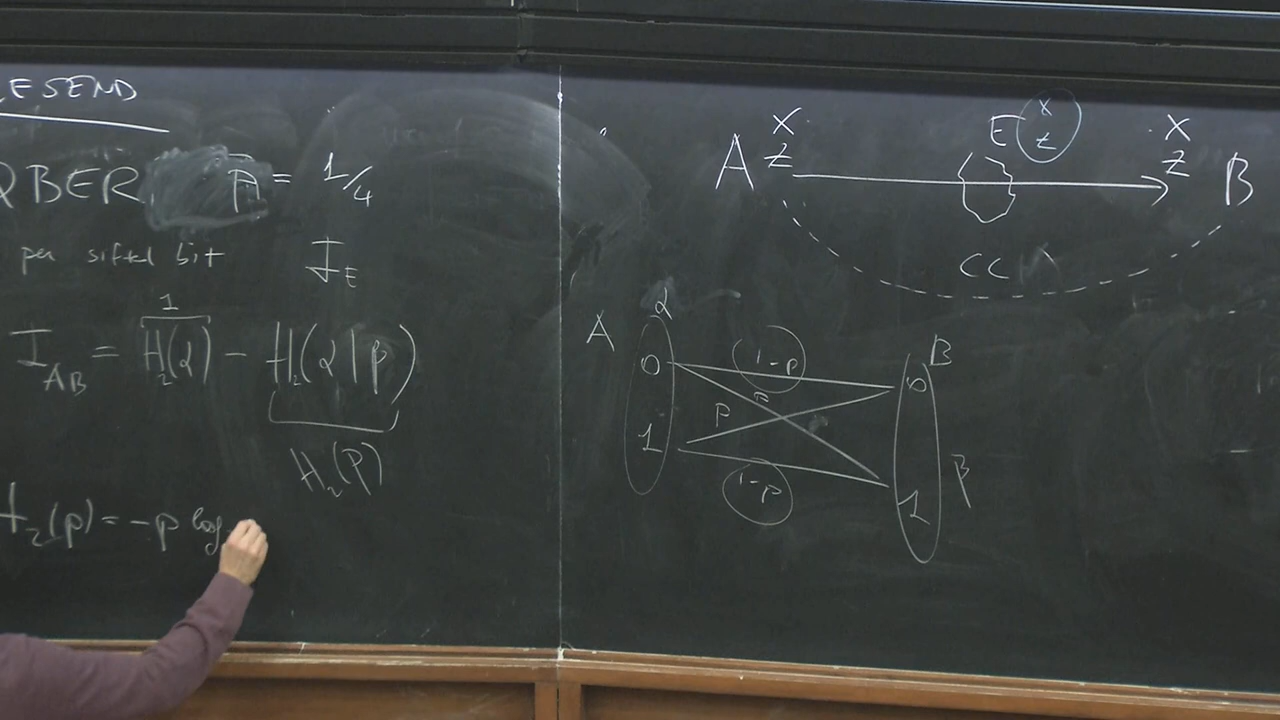 ESEND
QBER A = 1/4
per sifted bit I_E
1
I_AB = H_2(α) - H_2(α|β)
H_2(p)
H_2(p) = -p log
X X
Z Z
E X
Z
A B
CC
A α B
0 1-p 0
p p
1 1-p 1
β